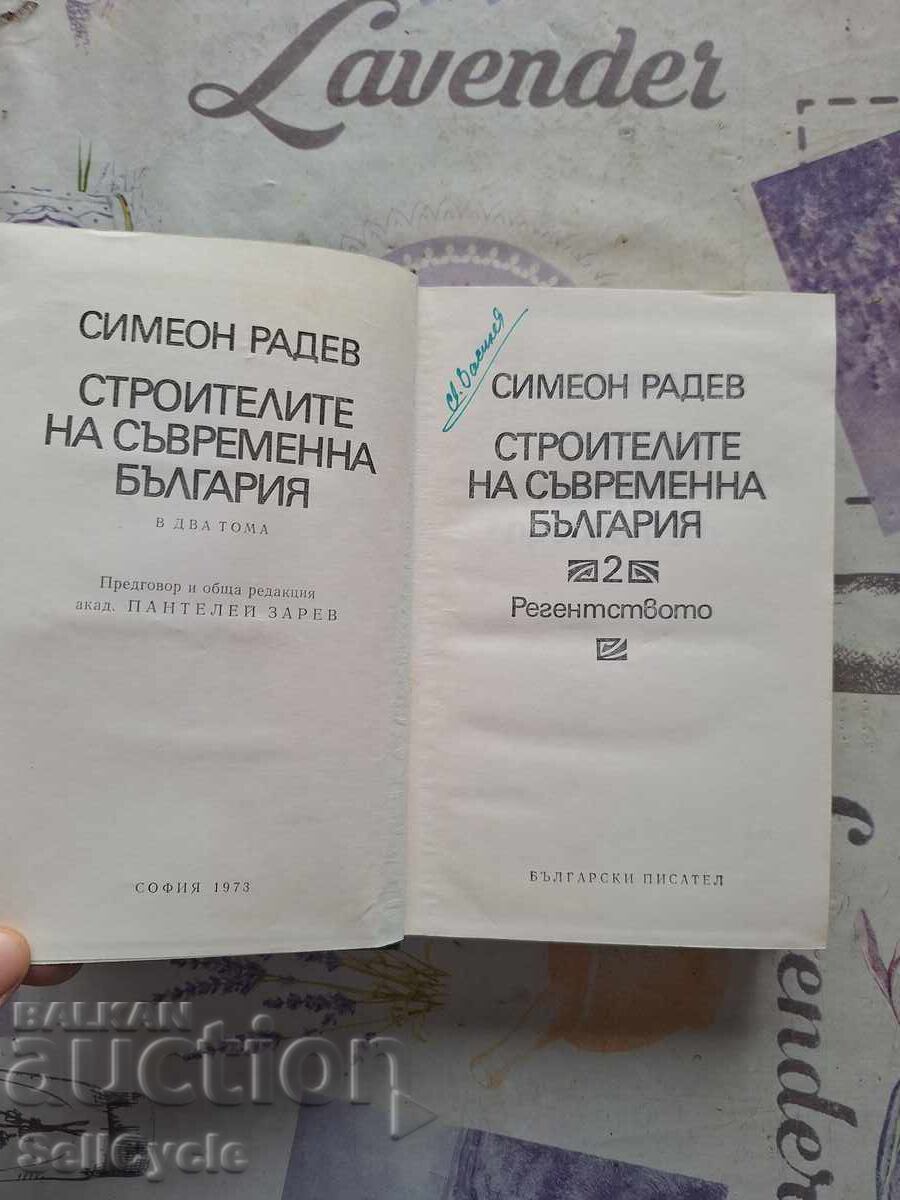 Lavender
СИМЕОН РАДЕВ
СТРОИТЕЛИТЕ
НА СЪВРЕМЕННА
БЪЛГАРИЯ
В ДВА ТОМА
Предговор и обща редакция
акад. ПАНТЕЛЕЙ ЗАРЕВ
СОФИЯ 1973
СИМЕОН РАДЕВ
СТРОИТЕЛИТЕ
НА СЪВРЕМЕННА
БЪЛГАРИЯ
2
Регентството
БЪЛГАРСКИ ПИСАТЕЛ
BALKAN
auction
SellCycle